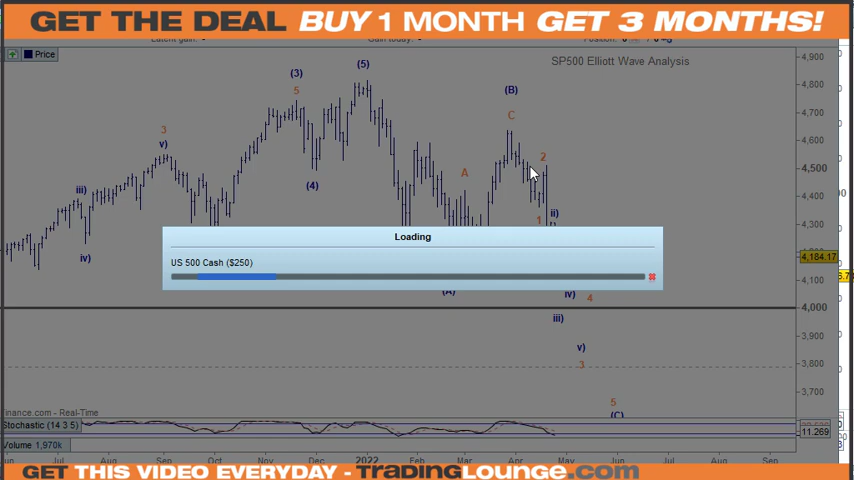 GET THE DEAL BUY 1 MONTH GET 3 MONTHS!
Price
SP500 Elliott Wave Analysis
4,900
(5)
(3)
4,800
(B)
5
4,700
C
3
4,600
v)
2
4,500
A
iii)
(4)
4,400
1
ii)
4,300
Loading
iv)
US 500 Cash ($250)
4,184.17
4,100
(A)
iv)
4
4,000
iii)
3,900
v)
3,800
3
3,700
5
(C)
inance.com - Real-Time
Stochastic (14 3 5)
11.269
Volume 1,970k
Jul Aug Sep Oct Nov Dec 2022 Feb Mar Apr May Jun Jul Aug Sep
GET THIS VIDEO EVERYDAY - TradingLounge.com